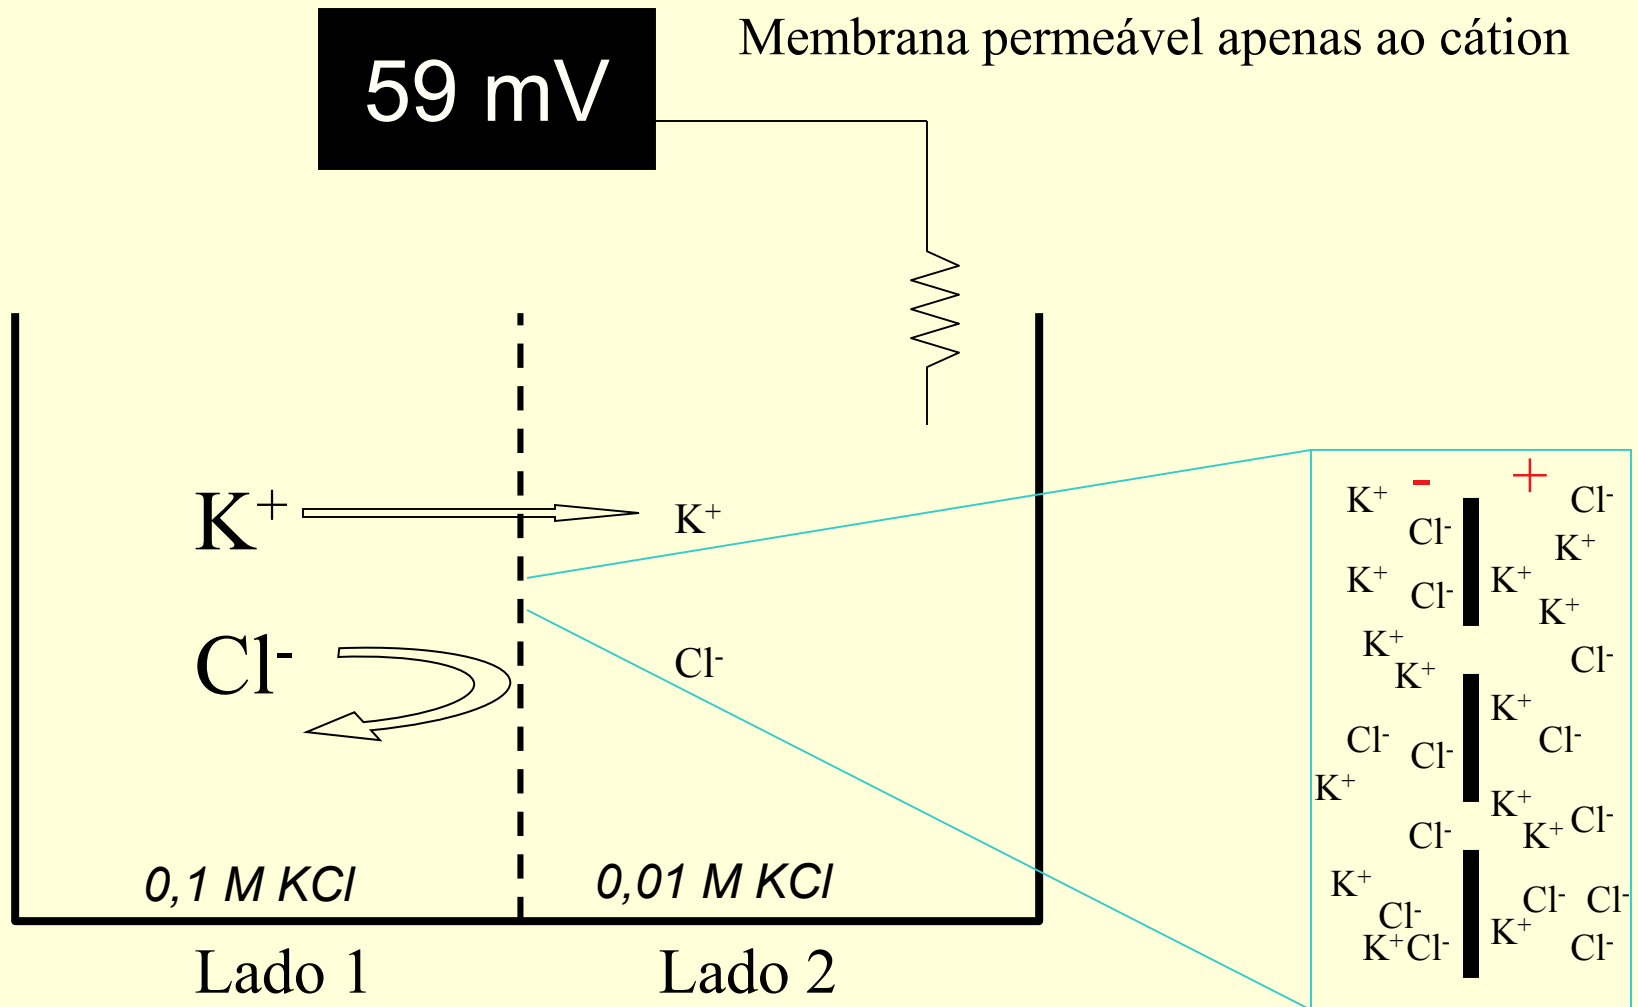 Membrana permeável apenas ao cátion
59 mV
K⁺
K⁺
Cl⁻
Cl⁻
0,1 M KCl
0,01 M KCl
Lado 1
Lado 2
- +
K⁺
Cl⁻
Cl⁻
K⁺
K⁺
Cl⁻
K⁺
K⁺
K⁺
Cl⁻
K⁺
K⁺
Cl⁻
Cl⁻
Cl⁻
K⁺
Cl⁻
K⁺
K⁺
Cl⁻
Cl⁻
K⁺
K⁺
Cl⁻
Cl⁻
Cl⁻
K⁺
K⁺Cl⁻
Cl⁻